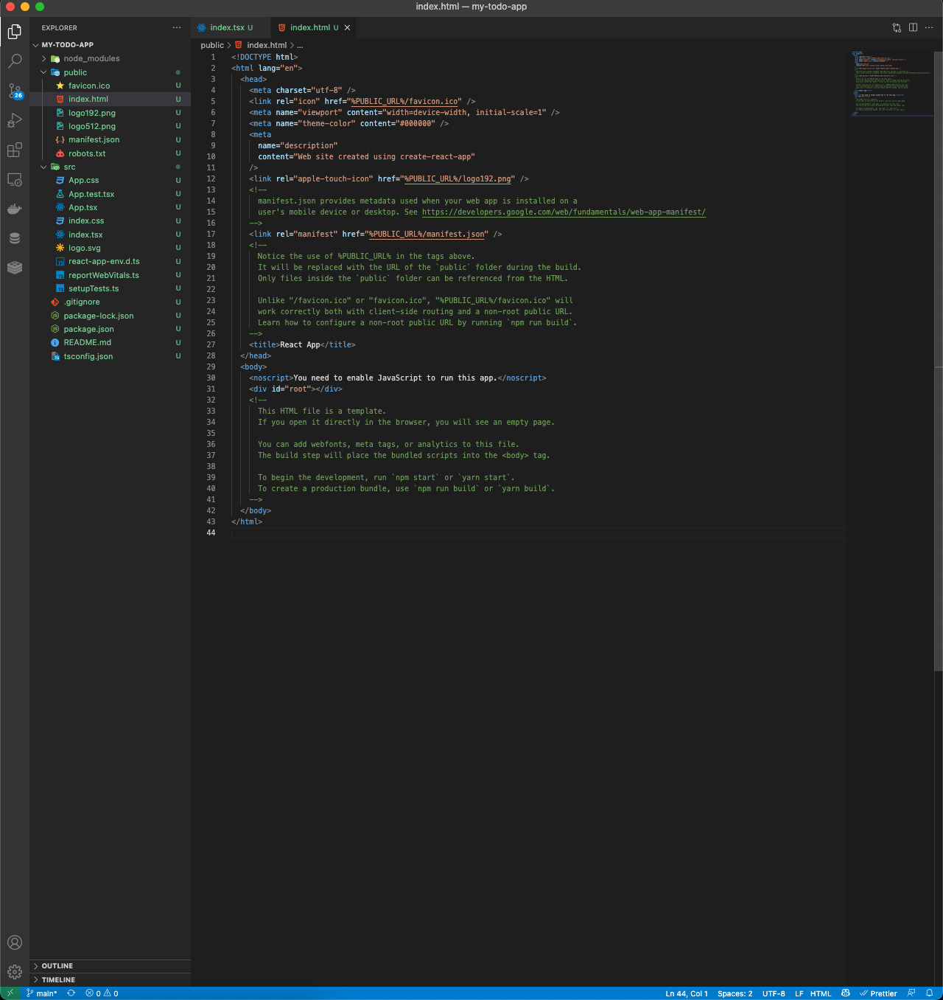 index.html — my-todo-app
EXPLORER
MY-TODO-APP
node_modules
public
favicon.ico U
index.html U
logo192.png U
logo512.png U
manifest.json U
robots.txt U
src
App.css U
App.test.tsx U
App.tsx U
index.css U
index.tsx U
logo.svg U
react-app-env.d.ts U
reportWebVitals.ts U
setupTests.ts U
.gitignore U
package-lock.json U
package.json U
README.md U
tsconfig.json U
OUTLINE
TIMELINE
26
index.tsx U
index.html U
public > index.html > ...
1 <!DOCTYPE html>
2 <html lang="en">
3 <head>
4 <meta charset="utf-8" />
5 <link rel="icon" href="%PUBLIC_URL%/favicon.ico" />
6 <meta name="viewport" content="width=device-width, initial-scale=1" />
7 <meta name="theme-color" content="#000000" />
8 <meta
9 name="description"
10 content="Web site created using create-react-app"
11 />
12 <link rel="apple-touch-icon" href="%PUBLIC_URL%/logo192.png" />
13 <!--
14 manifest.json provides metadata used when your web app is installed on a
15 user's mobile device or desktop. See https://developers.google.com/web/fundamentals/web-app-manifest/
16 -->
17 <link rel="manifest" href="%PUBLIC_URL%/manifest.json" />
18 <!--
19 Notice the use of %PUBLIC_URL% in the tags above.
20 It will be replaced with the URL of the `public` folder during the build.
21 Only files inside the `public` folder can be referenced from the HTML.
22
23 Unlike "/favicon.ico" or "favicon.ico", "%PUBLIC_URL%/favicon.ico" will
24 work correctly both with client-side routing and a non-root public URL.
25 Learn how to configure a non-root public URL by running `npm run build`.
26 -->
27 <title>React App</title>
28 </head>
29 <body>
30 <noscript>You need to enable JavaScript to run this app.</noscript>
31 <div id="root"></div>
32 <!--
33 This HTML file is a template.
34 If you open it directly in the browser, you will see an empty page.
35
36 You can add webfonts, meta tags, or analytics to this file.
37 The build step will place the bundled scripts into the <body> tag.
38
39 To begin the development, run `npm start` or `yarn start`.
40 To create a production bundle, use `npm run build` or `yarn build`.
41 -->
42 </body>
43 </html>
44
main* 0 0 Ln 44, Col 1 Spaces: 2 UTF-8 LF HTML Prettier